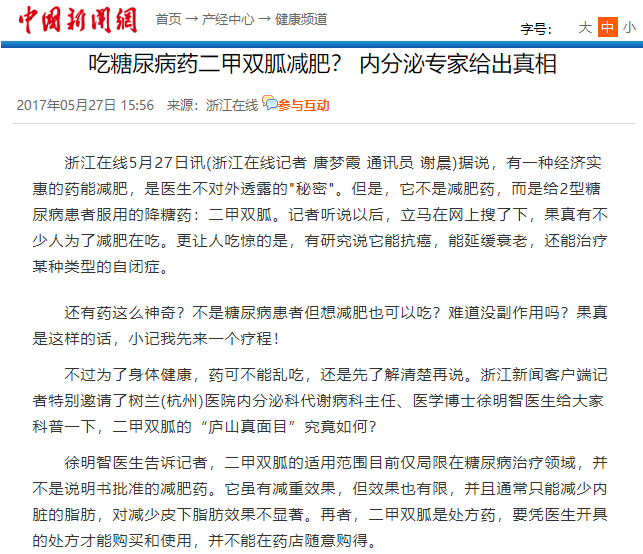 中国新闻网 首页 → 产经中心 → 健康频道 字号： 大 中 小
吃糖尿病药二甲双胍减肥？ 内分泌专家给出真相
2017年05月27日 15:56 来源：浙江在线 参与互动
浙江在线5月27日讯(浙江在线记者 唐梦霞 通讯员 谢晨)据说，有一种经济实
惠的药能减肥，是医生不对外透露的"秘密"。但是，它不是减肥药，而是给2型糖
尿病患者服用的降糖药：二甲双胍。记者听说以后，立马在网上搜了下，果真有不
少人为了减肥在吃。更让人吃惊的是，有研究说它能抗癌，能延缓衰老，还能治疗
某种类型的自闭症。
还有药这么神奇？不是糖尿病患者但想减肥也可以吃？难道没副作用吗？果真
是这样的话，小记我先来一个疗程！
不过为了身体健康，药可不能乱吃，还是先了解清楚再说。浙江新闻客户端记
者特别邀请了树兰(杭州)医院内分泌科代谢病科主任、医学博士徐明智医生给大家
科普一下，二甲双胍的“庐山真面目”究竟如何？
徐明智医生告诉记者，二甲双胍的适用范围目前仅局限在糖尿病治疗领域，并
不是说明书批准的减肥药。它虽有减重效果，但效果也有限，并且通常只能减少内
脏的脂肪，对减少皮下脂肪效果不显著。再者，二甲双胍是处方药，要凭医生开具
的处方才能购买和使用，并不能在药店随意购得。